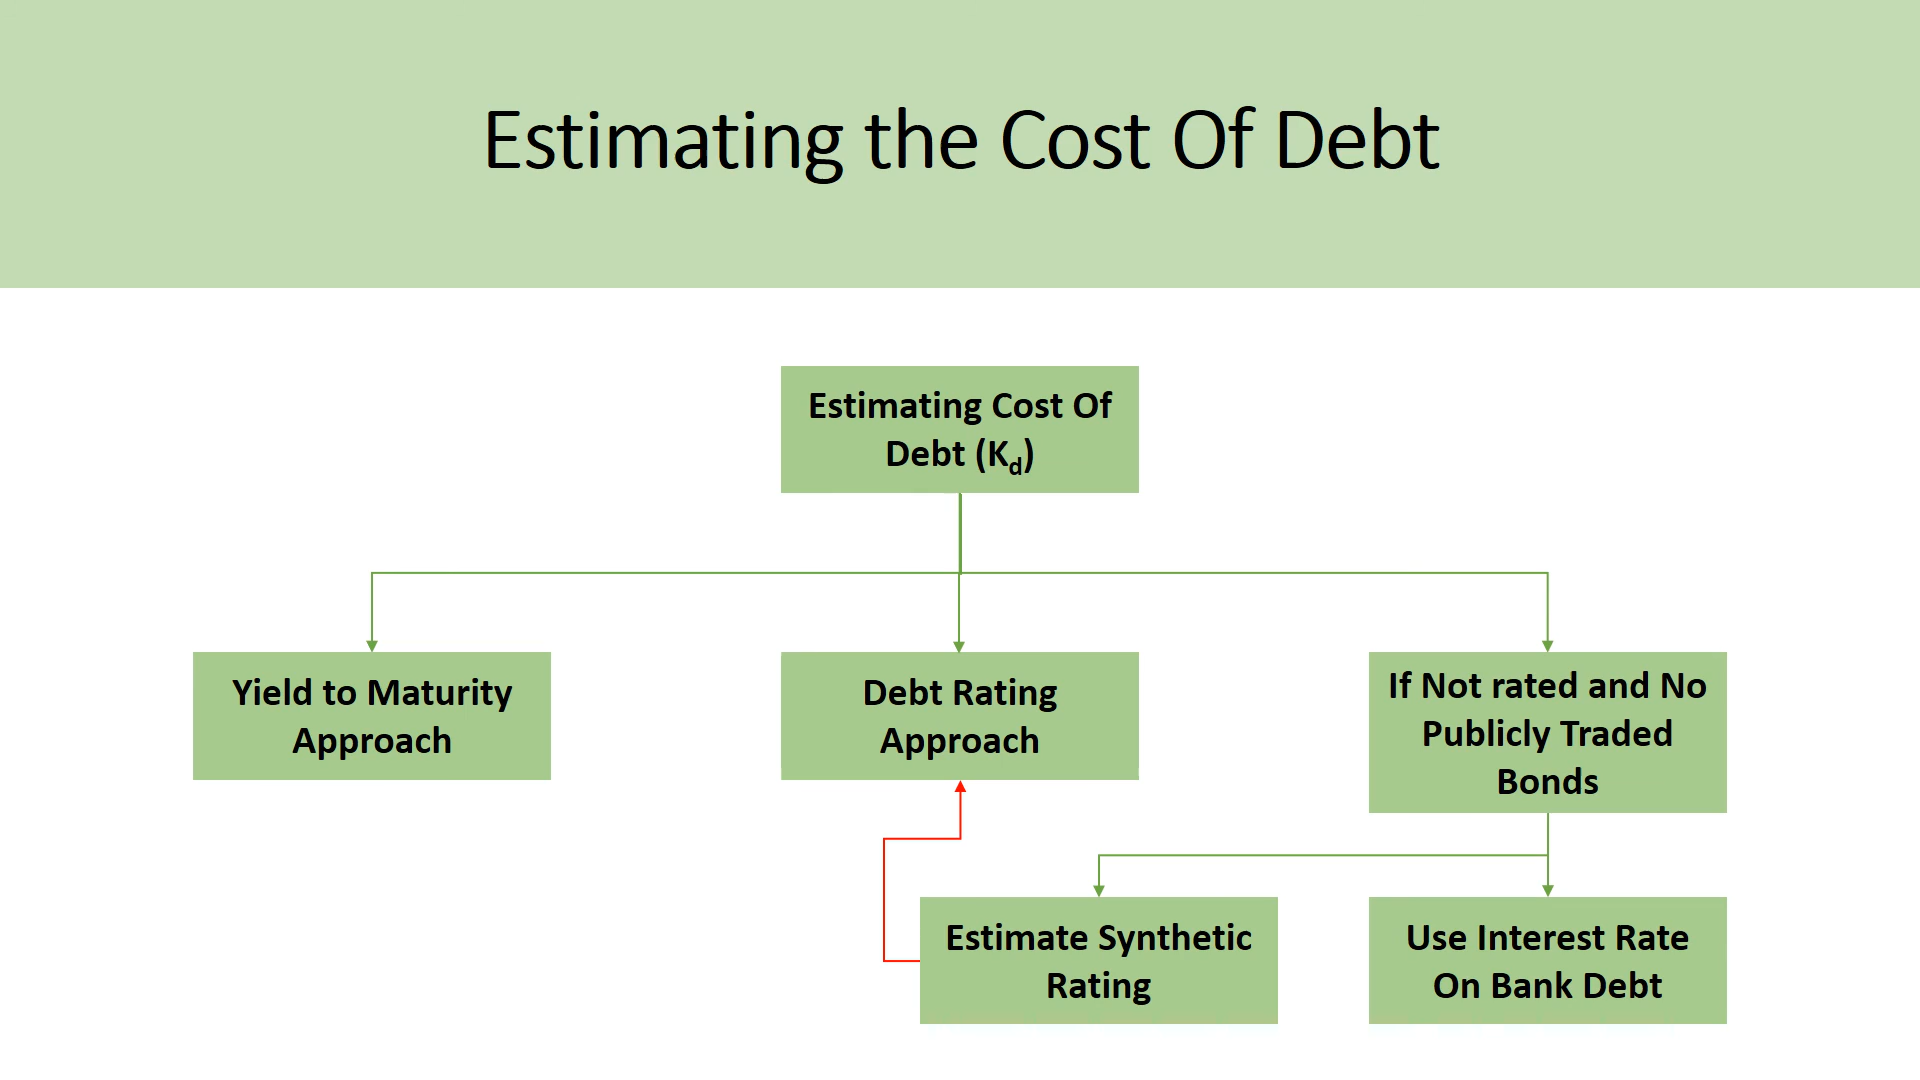 Estimating the Cost Of Debt
Estimating Cost Of
Debt (Kd)
Yield to Maturity
Approach
Debt Rating
Approach
If Not rated and No
Publicly Traded
Bonds
Estimate Synthetic
Rating
Use Interest Rate
On Bank Debt